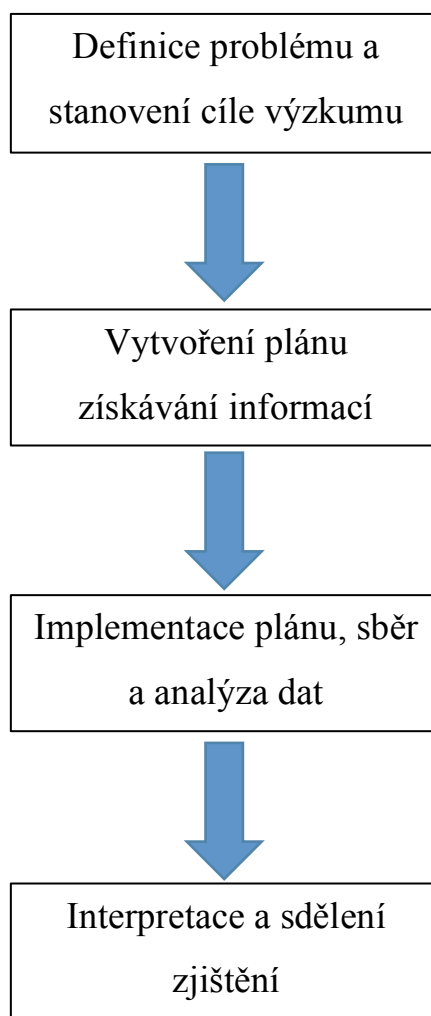 Definice problému a
stanovení cíle výzkumu
Vytvoření plánu
získávání informací
Implementace plánu, sběr
a analýza dat
Interpretace a sdělení
zjištění